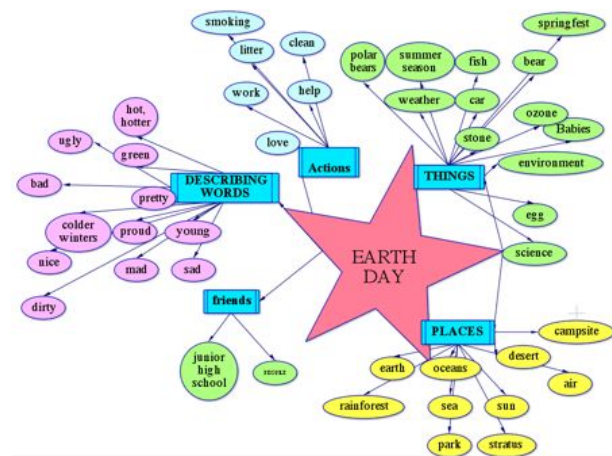 smoking
springfest
litter
clean
polar
bears
summer
season
fish
bear
work
help
weather
car
hot,
hotter
stone
ozone
Babies
ugly
green
love
Actions
THINGS
environment
bad
DESCRIBING
WORDS
pretty
egg
colder
winters
proud
young
EARTH
DAY
science
nice
mad
sad
dirty
friends
PLACES
campsite
junior
high
school
earth
oceans
desert
air
rainforest
sea
sun
park
stratus